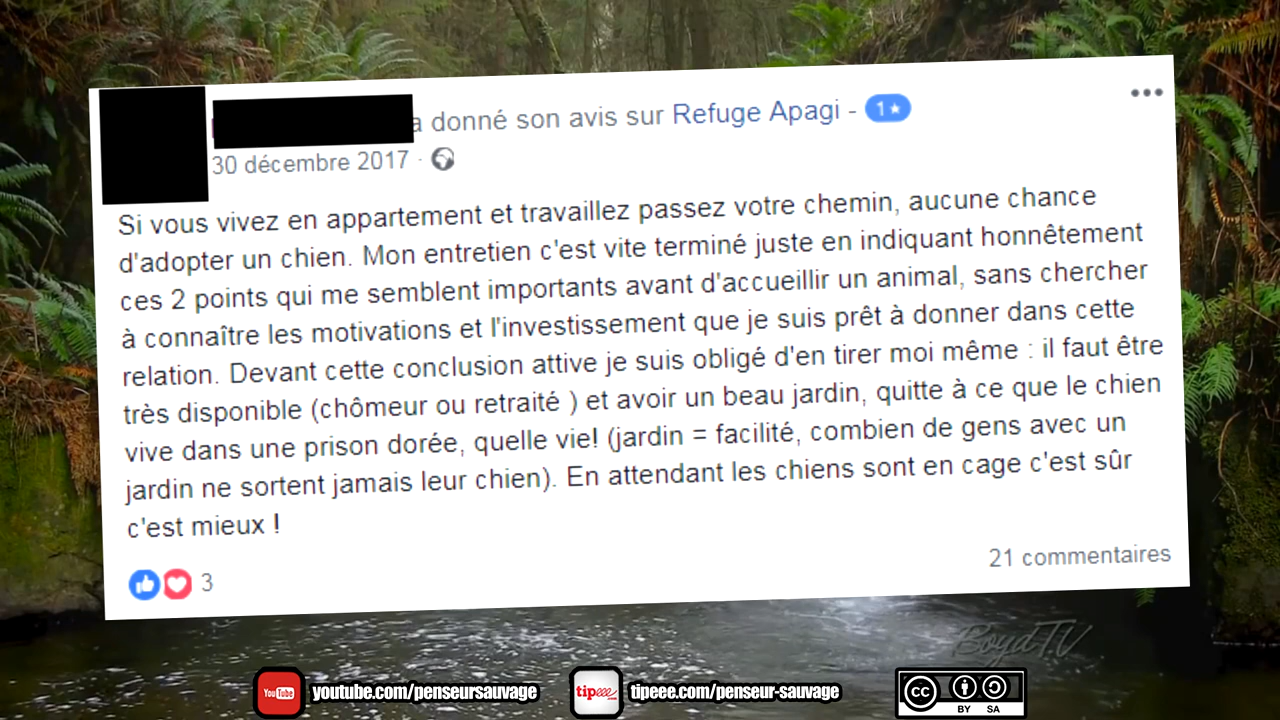 a donné son avis sur Refuge Apagi - 1★
30 décembre 2017 ·
Si vous vivez en appartement et travaillez passez votre chemin, aucune chance
d'adopter un chien. Mon entretien c'est vite terminé juste en indiquant honnêtement
ces 2 points qui me semblent importants avant d'accueillir un animal, sans chercher
à connaître les motivations et l'investissement que je suis prêt à donner dans cette
relation. Devant cette conclusion attive je suis obligé d'en tirer moi même : il faut être
très disponible (chômeur ou retraité ) et avoir un beau jardin, quitte à ce que le chien
vive dans une prison dorée, quelle vie! (jardin = facilité, combien de gens avec un
jardin ne sortent jamais leur chien). En attendant les chiens sont en cage c'est sûr
c'est mieux !
3
21 commentaires
BoydTV
YouTube youtube.com/penseursauvage
tipeee tipeee.com/penseur-sauvage
cc BY SA